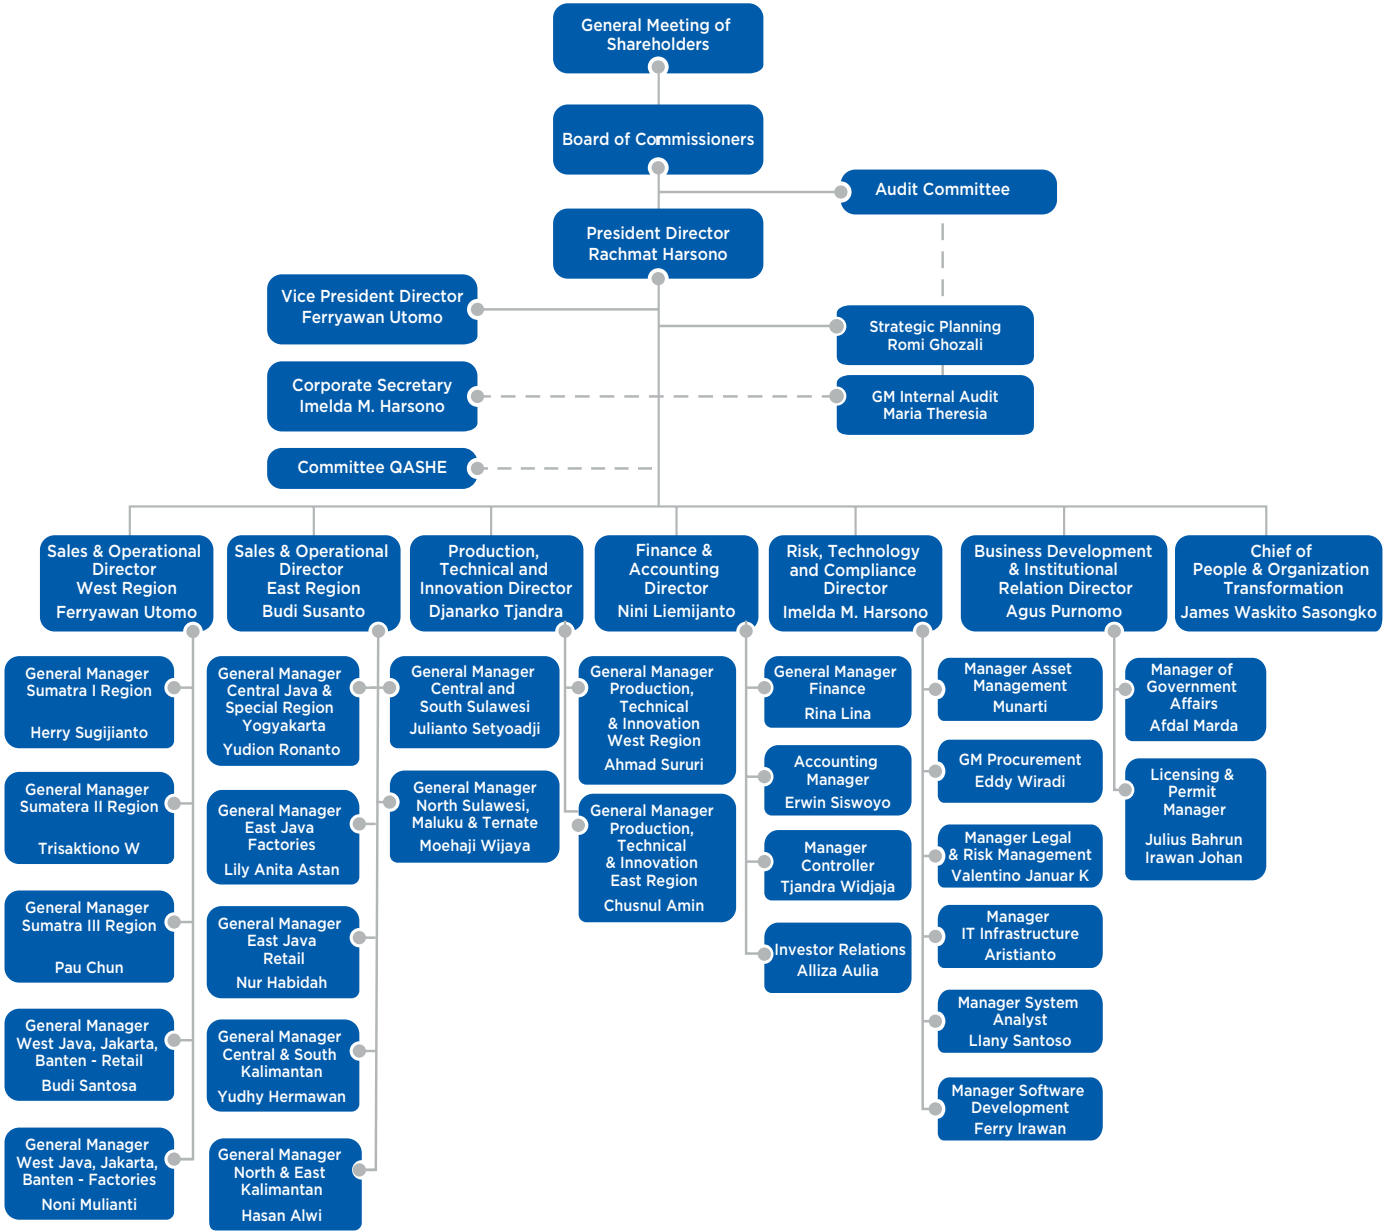 General Meeting of
Shareholders
Board of Commissioners
Audit Committee
President Director
Rachmat Harsono
Vice President Director
Ferryawan Utomo
Strategic Planning
Romi Ghozali
Corporate Secretary
Imelda M. Harsono
GM Internal Audit
Maria Theresia
Committee QASHE
Sales & Operational
Director
West Region
Ferryawan Utomo
Sales & Operational
Director
East Region
Budi Susanto
Production,
Technical and
Innovation Director
Djanarko Tjandra
Finance &
Accounting
Director
Nini Liemijanto
Risk, Technology
and Compliance
Director
Imelda M. Harsono
Business Development
& Institutional
Relation Director
Agus Purnomo
Chief of
People & Organization
Transformation
James Waskito Sasongko
General Manager
Sumatra I Region
Herry Sugijianto
General Manager
Sumatera II Region
Trisaktiono W
General Manager
Sumatra III Region
Pau Chun
General Manager
West Java, Jakarta,
Banten - Retail
Budi Santosa
General Manager
West Java, Jakarta,
Banten - Factories
Noni Mulianti
General Manager
Central Java &
Special Region
Yogyakarta
Yudion Ronanto
General Manager
East Java
Factories
Lily Anita Astan
General Manager
East Java
Retail
Nur Habidah
General Manager
Central & South
Kalimantan
Yudhy Hermawan
General Manager
North & East
Kalimantan
Hasan Alwi
General Manager
Central and
South Sulawesi
Julianto Setyoadji
General Manager
North Sulawesi,
Maluku & Ternate
Moehaji Wijaya
General Manager
Production,
Technical
& Innovation
West Region
Ahmad Sururi
General Manager
Production,
Technical
& Innovation
East Region
Chusnul Amin
General Manager
Finance
Rina Lina
Accounting
Manager
Erwin Siswoyo
Manager
Controller
Tjandra Widjaja
Investor Relations
Alliza Aulia
Manager Asset
Management
Munarti
GM Procurement
Eddy Wiradi
Manager Legal
& Risk Management
Valentino Januar K
Manager
IT Infrastructure
Aristianto
Manager System
Analyst
Llany Santoso
Manager Software
Development
Ferry Irawan
Manager of
Government
Affairs
Afdal Marda
Licensing &
Permit
Manager
Julius Bahrun
Irawan Johan